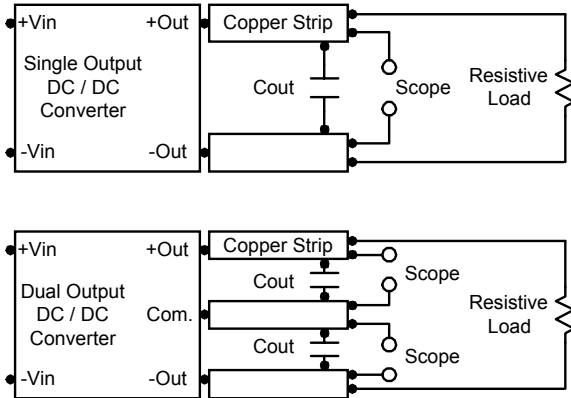 +Vin
+Out
Copper Strip
Single Output
DC / DC
Converter
Cout
Scope
Resistive
Load
-Vin
-Out
+Vin
+Out
Copper Strip
Cout
Scope
Dual Output
DC / DC
Converter
Com.
Resistive
Load
Cout
Scope
-Vin
-Out